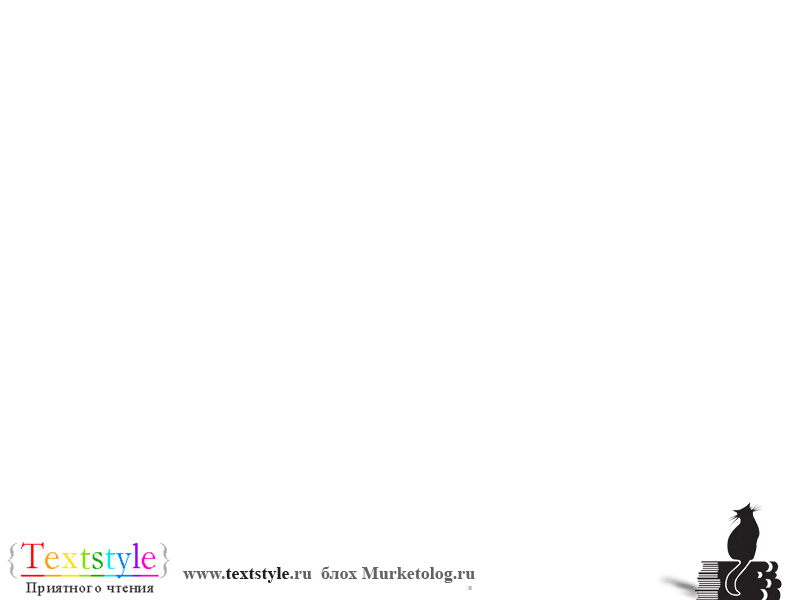 {Textstyle}
Приятного чтения
www.textstyle.ru блох Murketolog.ru